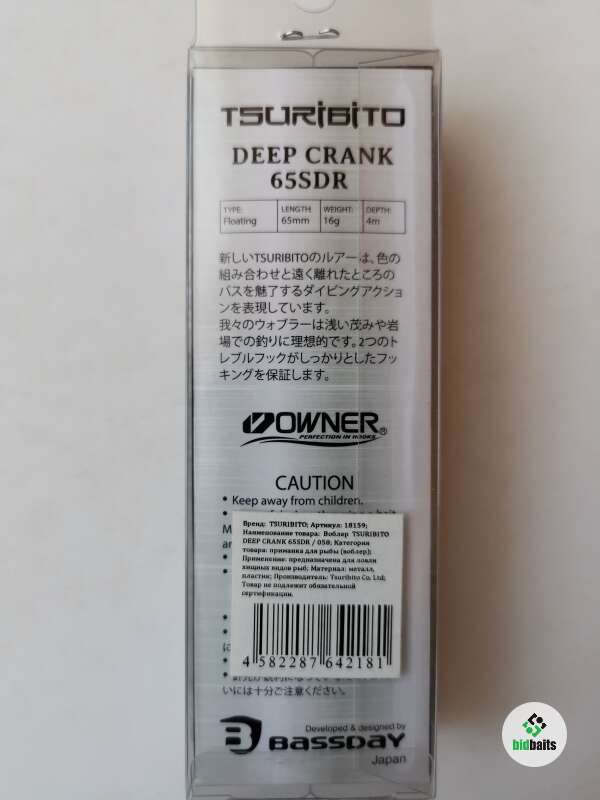 TSURIBITO
DEEP CRANK
65SDR
TYPE: LENGTH: WEIGHT: DEPTH:
Floating 65mm 16g 4m
新しいTSURIBITOのルアーは、色の
組み合わせと遠く離れたところの
バスを魅了するダイビングアクショ
ンを表現しています。
我々のウォブラーは浅い茂みや岩
場での釣りに理想的です。2つのト
レブルフックがしっかりとしたフッ
キングを保証します。
OWNER®
PERFECTION IN HOOKS
CAUTION
• Keep away from children.
Бренд: TSURIBITO; Артикул: 18159;
Наименование товара: Воблер TSURIBITO
DEEP CRANK 65SDR / 058; Категория
товара: приманка для рыбы (воблер);
Применение: предназначена для ловли
хищных видов рыб; Материал: металл,
пластик; Производитель: Tsuribito Co. Ltd;
Товар не подлежит обязательной
сертификации.
4 582287 642181
いには十分ご注意ください。
Developed & designed by
BASSDAY
Japan
bidbaits